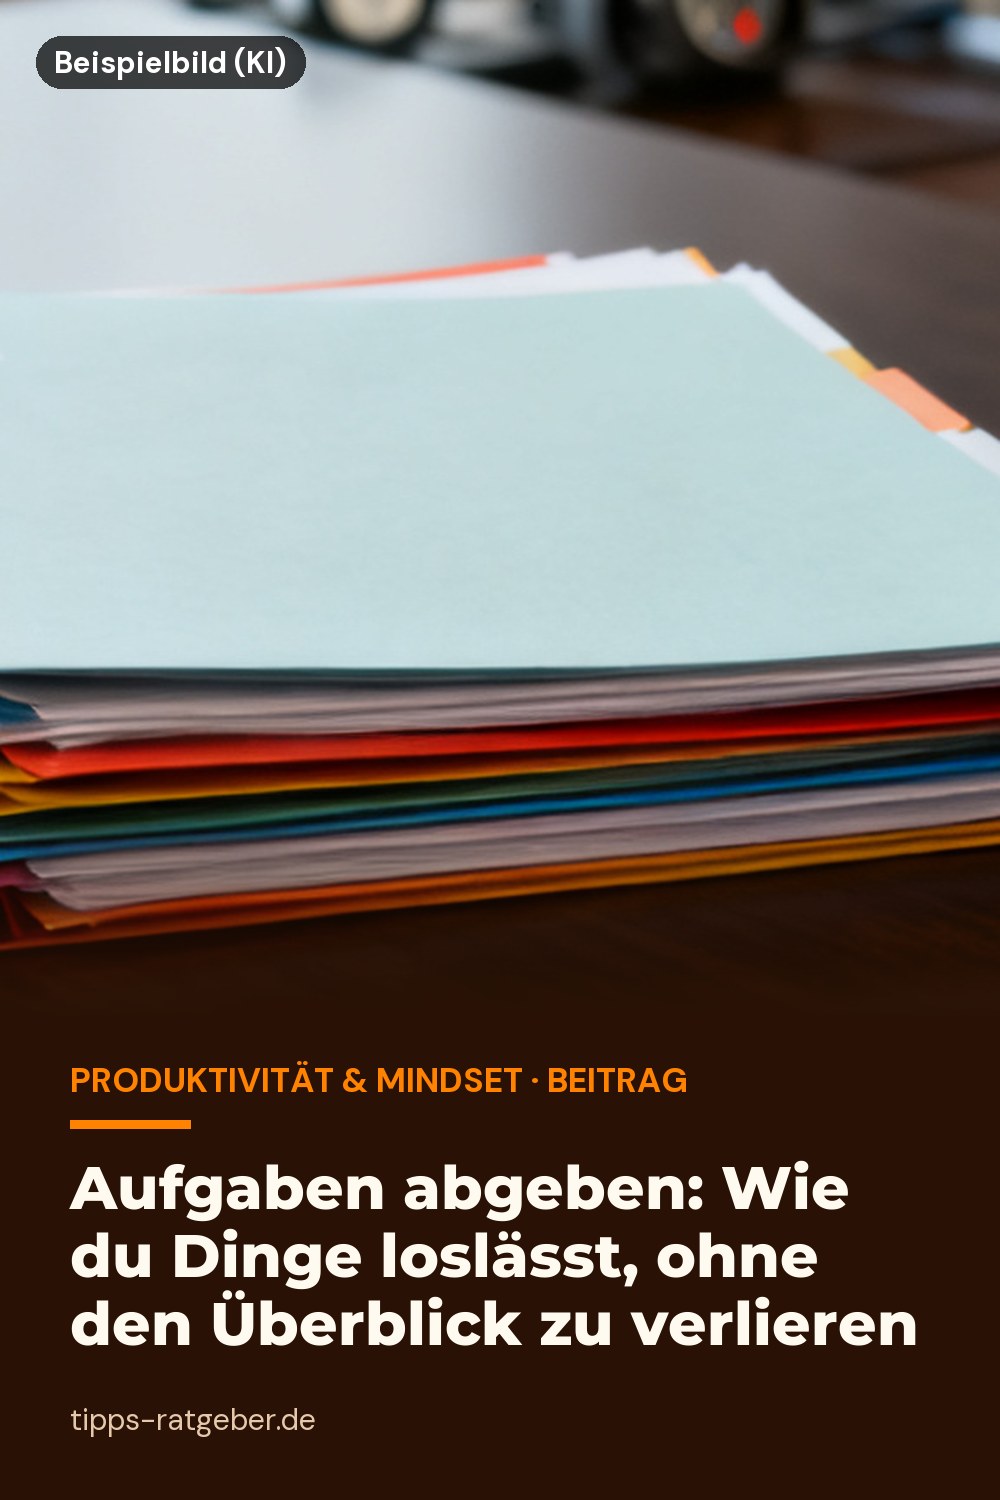 Beispielbild (KI)
PRODUKTIVITÄT & MINDSET · BEITRAG
Aufgaben abgeben: Wie
du Dinge loslässt, ohne
den Überblick zu verlieren
tipps-ratgeber.de